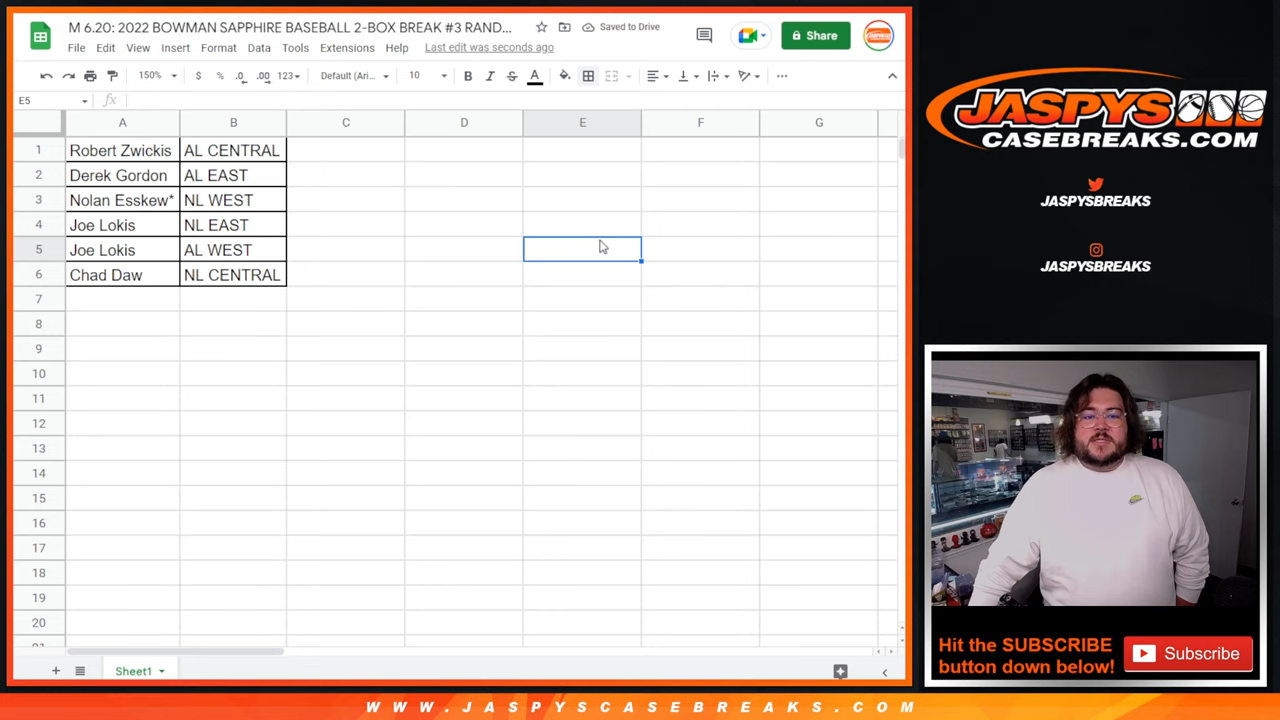 M 6.20: 2022 BOWMAN SAPPHIRE BASEBALL 2-BOX BREAK #3 RAND...
Saved to Drive
Share
File Edit View Insert Format Data Tools Extensions Help Last edit was seconds ago
150% $ % .0 .00 123 Default (Ari... 10 B I S A
E5 fx
A B C D E F G
1 Robert Zwickis AL CENTRAL
2 Derek Gordon AL EAST
3 Nolan Esskew* NL WEST
4 Joe Lokis NL EAST
5 Joe Lokis AL WEST
6 Chad Daw NL CENTRAL
7
8
9
10
11
12
13
14
15
16
17
18
19
20
Sheet1
JASPYS
CASEBREAKS.COM
JASPYSBREAKS
JASPYSBREAKS
Hit the SUBSCRIBE
button down below!
Subscribe
WWW.JASPYSCASEBREAKS.COM